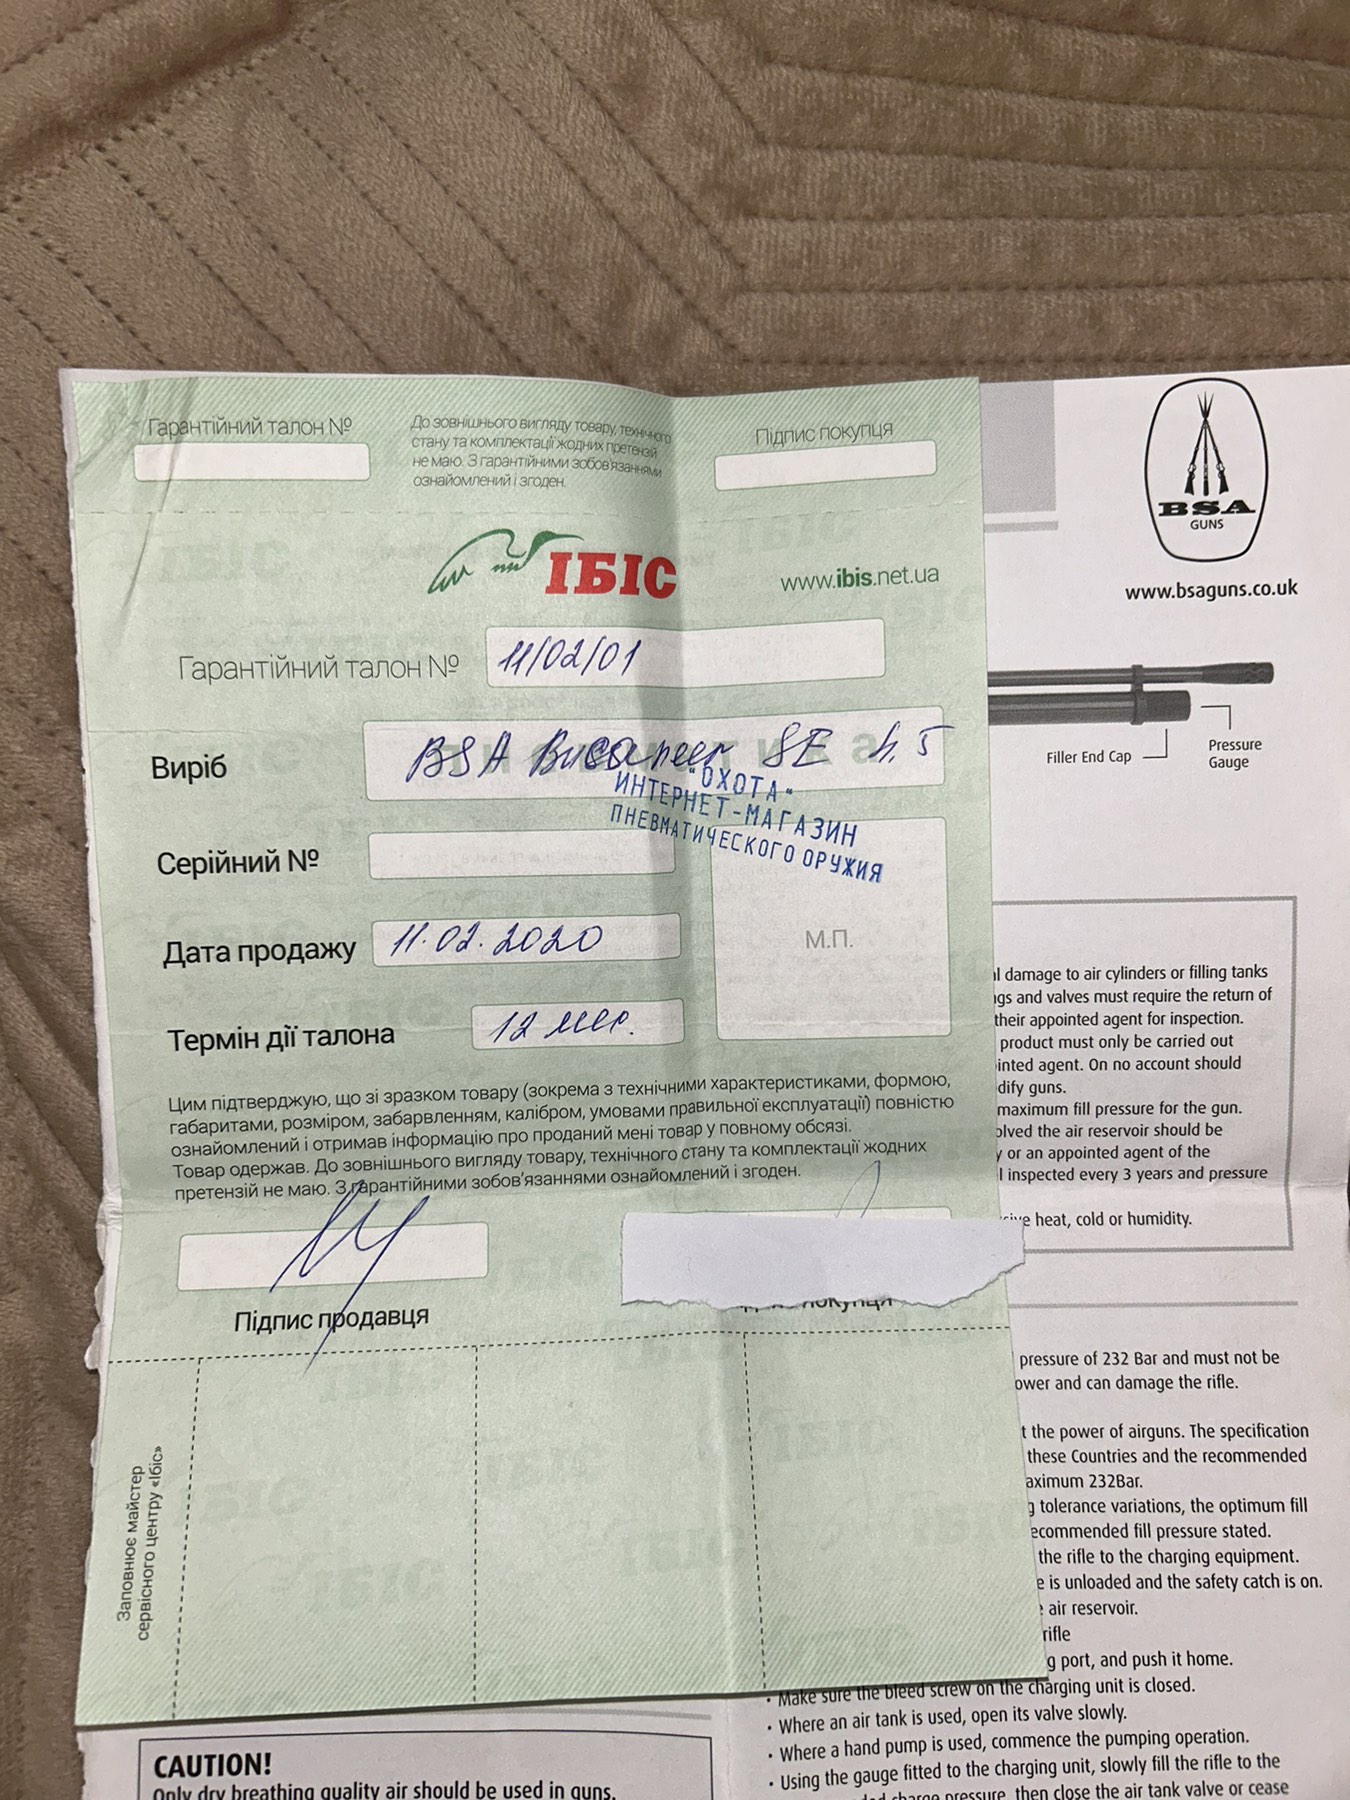 Гарантійний талон №
До зовнішнього вигляду товару, технічного
стану та комплектації жодних претензій
не маю. З гарантійними зобов'язаннями
ознайомлений і згоден.
Підпис покупця
ІБІС
www.ibis.net.ua
Гарантійний талон №
11/02/01
Виріб
BSA Bucaneer SE
"ОХОТА"
ИНТЕРНЕТ-МАГАЗИН
ПНЕВМАТИЧЕСКОГО ОРУЖИЯ
Серійний №
М.П.
Дата продажу
11.02.2020
Термін дії талона
12 мес.
Цим підтверджую, що зі зразком товару (зокрема з технічними характеристиками, формою,
габаритами, розміром, забарвленням, калібром, умовами правильної експлуатації) повністю
ознайомлений і отримав інформацію про проданий мені товар у повному обсязі.
Товар одержав. До зовнішнього вигляду товару, технічного стану та комплектації жодних
претензій не маю. З гарантійними зобов'язаннями ознайомлений і згоден.
Підпис продавця
покупця
Заповнює майстер
сервісного центру «Ібіс»
BSA
GUNS
www.bsaguns.co.uk
Filler End Cap
Pressure
Gauge
damage to air cylinders or filling tanks
and valves must require the return of
their appointed agent for inspection.
product must only be carried out
agent. On no account should
guns.
maximum fill pressure for the gun.
the air reservoir should be
or an appointed agent of the
inspected every 3 years and pressure
heat, cold or humidity.
pressure of 232 Bar and must not be
and can damage the rifle.
the power of airguns. The specification
these Countries and the recommended
232Bar.
tolerance variations, the optimum fill
recommended fill pressure stated.
the rifle to the charging equipment.
is unloaded and the safety catch is on.
air reservoir.
rifle
port, and push it home.
• Make sure the bleed screw on the charging unit is closed.
• Where an air tank is used, open its valve slowly.
• Where a hand pump is used, commence the pumping operation.
• Using the gauge fitted to the charging unit, slowly fill the rifle to the
charge pressure, then close the air tank valve or cease
CAUTION!
Only dry breathing quality air should be used in guns.